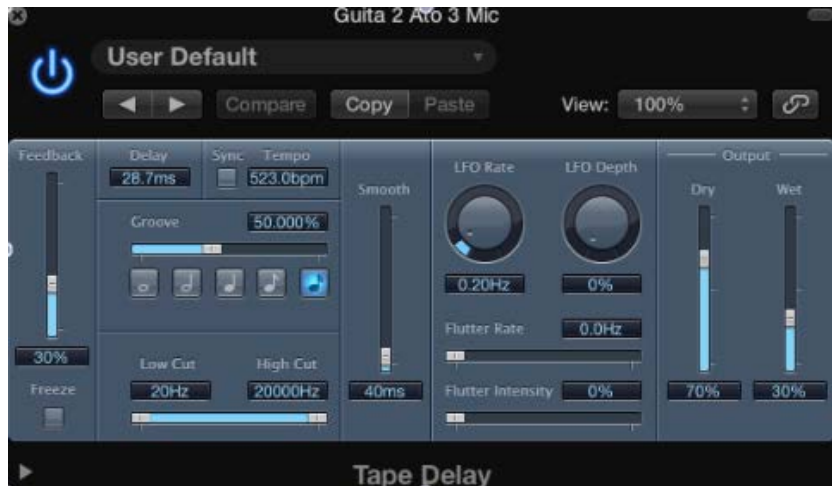 Guita 2 Ato 3 Mic
User Default
Compare Copy Paste View: 100%
Feedback Delay Sync Tempo LFO Rate LFO Depth Output
28.7ms 523.0bpm Smooth Dry Wet
Groove 50.000%
0.20Hz 0%
Flutter Rate 0.0Hz
30% Low Cut High Cut
Freeze 20Hz 20000Hz 40ms Flutter Intensity 0% 70% 30%
Tape Delay